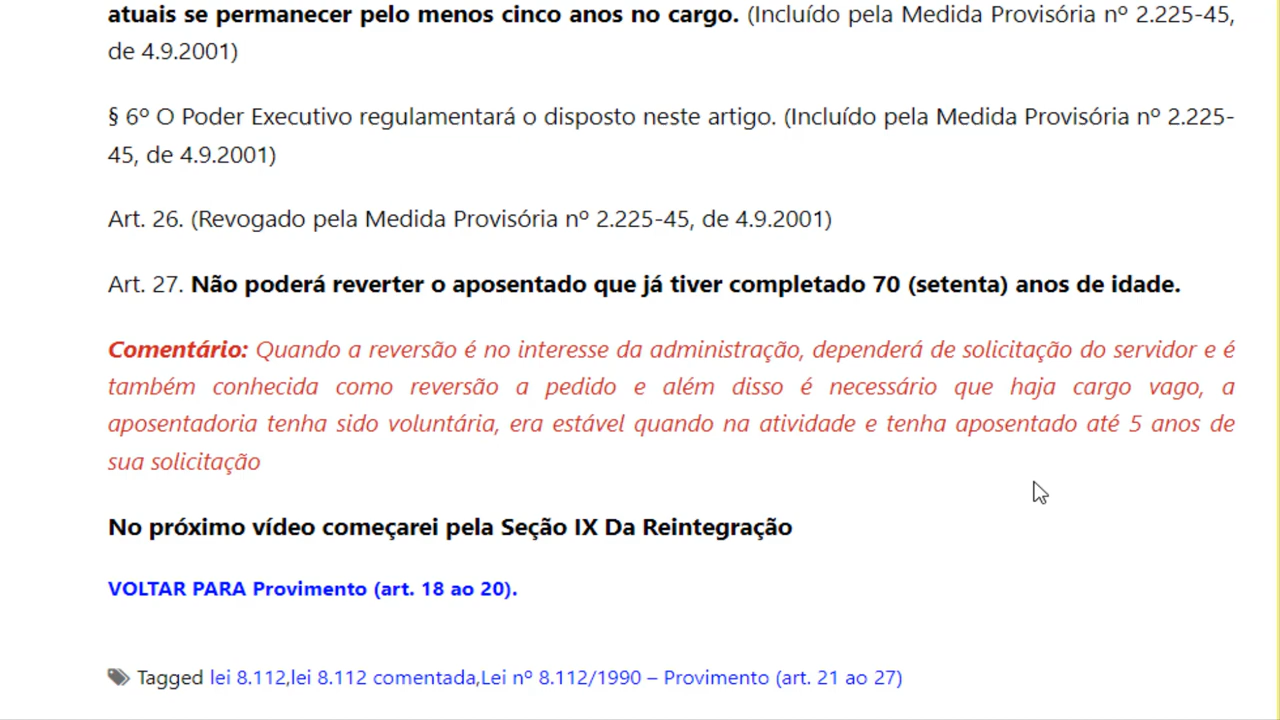 atuais se permanecer pelo menos cinco anos no cargo. (Incluído pela Medida Provisória nº 2.225-45,
de 4.9.2001)
§ 6º O Poder Executivo regulamentará o disposto neste artigo. (Incluído pela Medida Provisória nº 2.225-
45, de 4.9.2001)
Art. 26. (Revogado pela Medida Provisória nº 2.225-45, de 4.9.2001)
Art. 27. Não poderá reverter o aposentado que já tiver completado 70 (setenta) anos de idade.
Comentário: Quando a reversão é no interesse da administração, dependerá de solicitação do servidor e é
também conhecida como reversão a pedido e além disso é necessário que haja cargo vago, a
aposentadoria tenha sido voluntária, era estável quando na atividade e tenha aposentado até 5 anos de
sua solicitação
No próximo vídeo começarei pela Seção IX Da Reintegração
VOLTAR PARA Provimento (art. 18 ao 20).
Tagged lei 8.112,lei 8.112 comentada,Lei nº 8.112/1990 – Provimento (art. 21 ao 27)